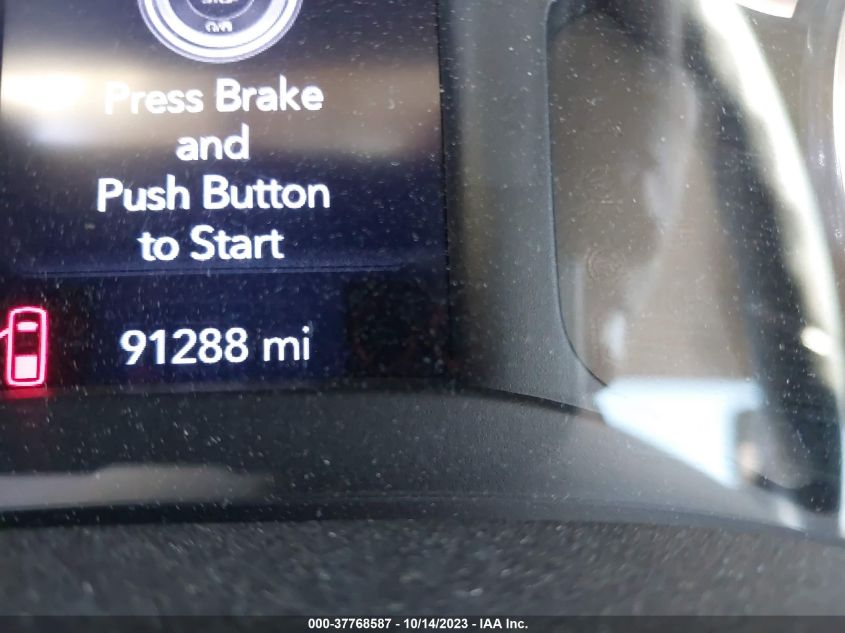 Press Brake
and
Push Button
to Start
91288 mi
000-37768587 - 10/14/2023 - IAA Inc.